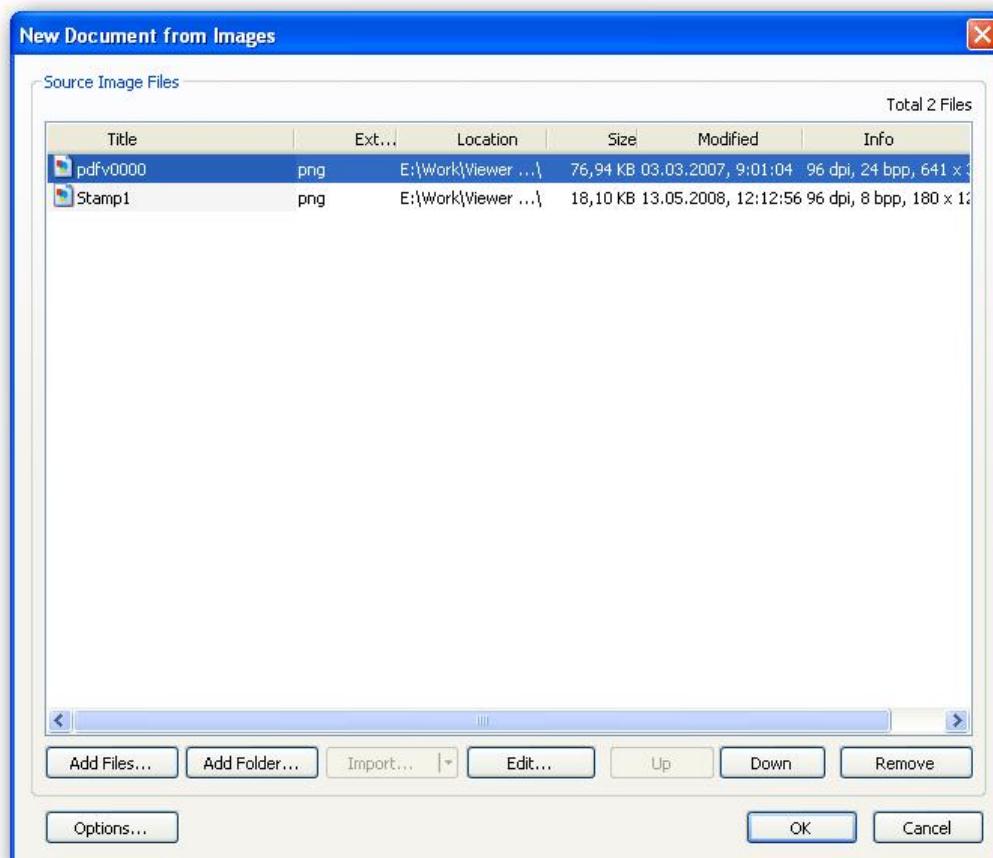 New Document from Images
Source Image Files
Total 2 Files
Title Ext... Location Size Modified Info
pdfv0000 png E:\Work\Viewer ...\ 76,94 KB 03.03.2007, 9:01:04 96 dpi, 24 bpp, 641 x
Stamp1 png E:\Work\Viewer ...\ 18,10 KB 13.05.2008, 12:12:56 96 dpi, 8 bpp, 180 x
Add Files... Add Folder... Import... Edit... Up Down Remove
Options... OK Cancel